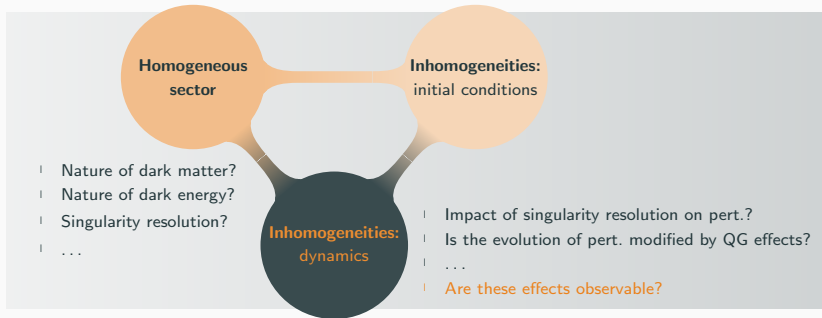 Homogeneous
sector
Inhomogeneities:
initial conditions
Nature of dark matter?
Nature of dark energy?
Singularity resolution?
...
Inhomogeneities:
dynamics
Impact of singularity resolution on pert.?
Is the evolution of pert. modified by QG effects?
...
Are these effects observable?